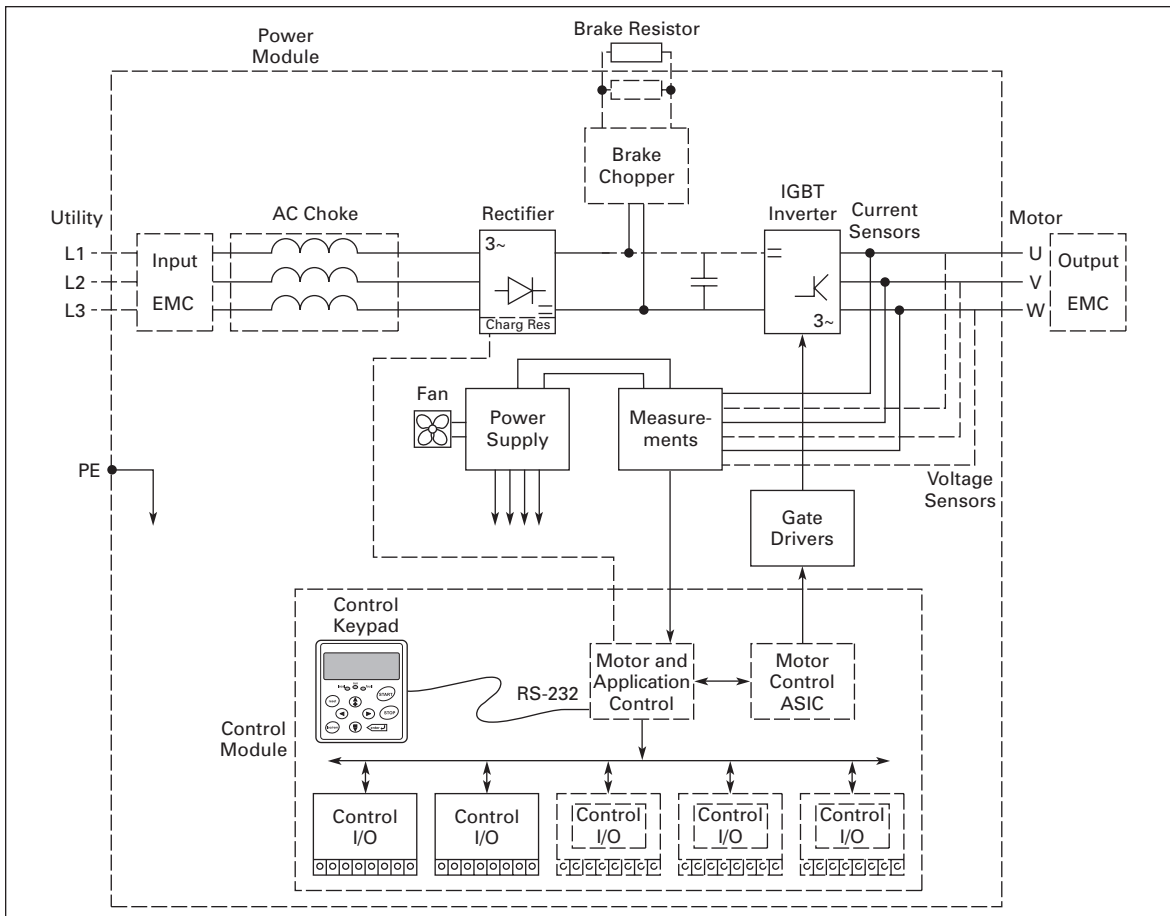 Brake Resistor
Power
Module
Brake
Chopper
IGBT
Inverter
Current
Sensors
Utility
AC Choke
Rectifier
Motor
L1
L2
L3
Input
EMC
3~
Charg Res
3~
U
V
W
Output
EMC
Fan
Power
Supply
Measure-
ments
PE
Voltage
Sensors
Gate
Drivers
Control
Keypad
START
STOP
RS-232
Motor and
Application
Control
Motor
Control
ASIC
Control
Module
Control
I/O
Control
I/O
Control
I/O
Control
I/O
Control
I/O